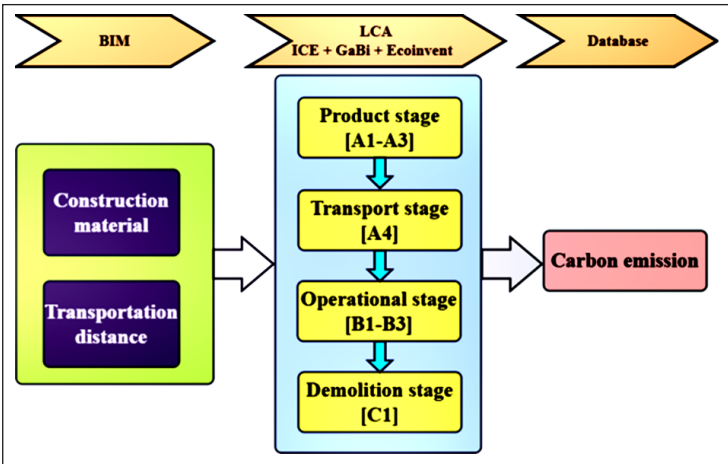 BIM
LCA
ICE + GaBi + Ecoinvent
Database
Construction
material
Transportation
distance
Product stage
[A1-A3]
Transport stage
[A4]
Operational stage
[B1-B3]
Demolition stage
[C1]
Carbon emission